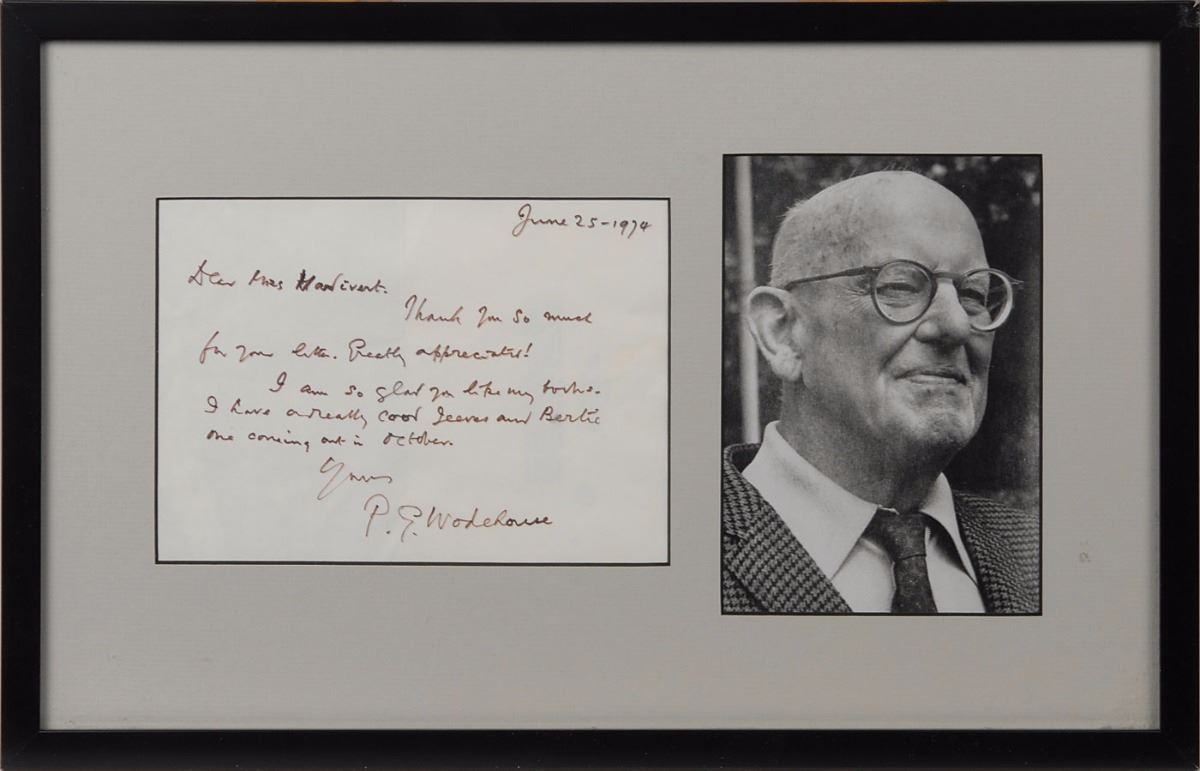 June 25 - 1974
Dear Mrs
Thank you so much
for your letter. Greatly appreciated!
I am so glad you like my books.
I have a really good Jeeves and Bertie
one coming out in October.
Yours
P. G. Wodehouse